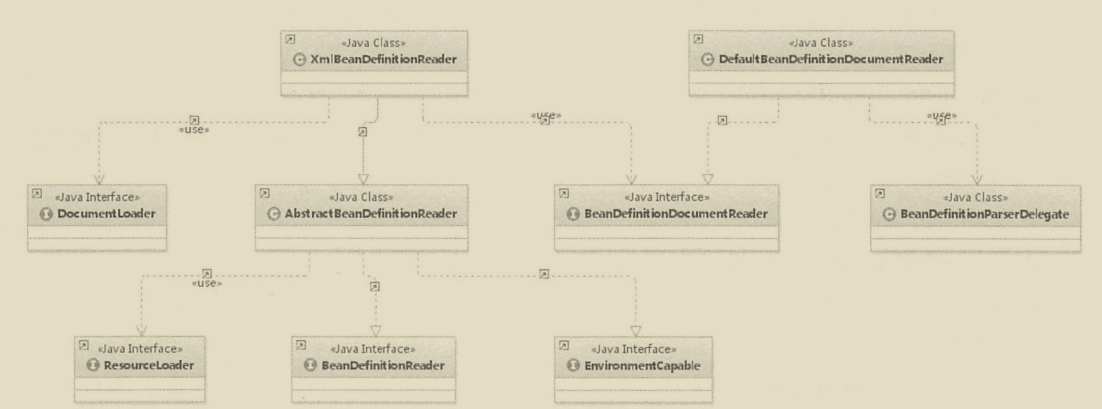 «Java Class»
XmlBeanDefinitionReader
«Java Class»
DefaultBeanDefinitionDocumentReader
«use»
«use»
«use»
«Java Interface»
DocumentLoader
«Java Class»
AbstractBeanDefinitionReader
«Java Interface»
BeanDefinitionDocumentReader
«Java Class»
BeanDefinitionParserDelegate
«use»
«Java Interface»
ResourceLoader
«Java Interface»
BeanDefinitionReader
«Java Interface»
EnvironmentCapable